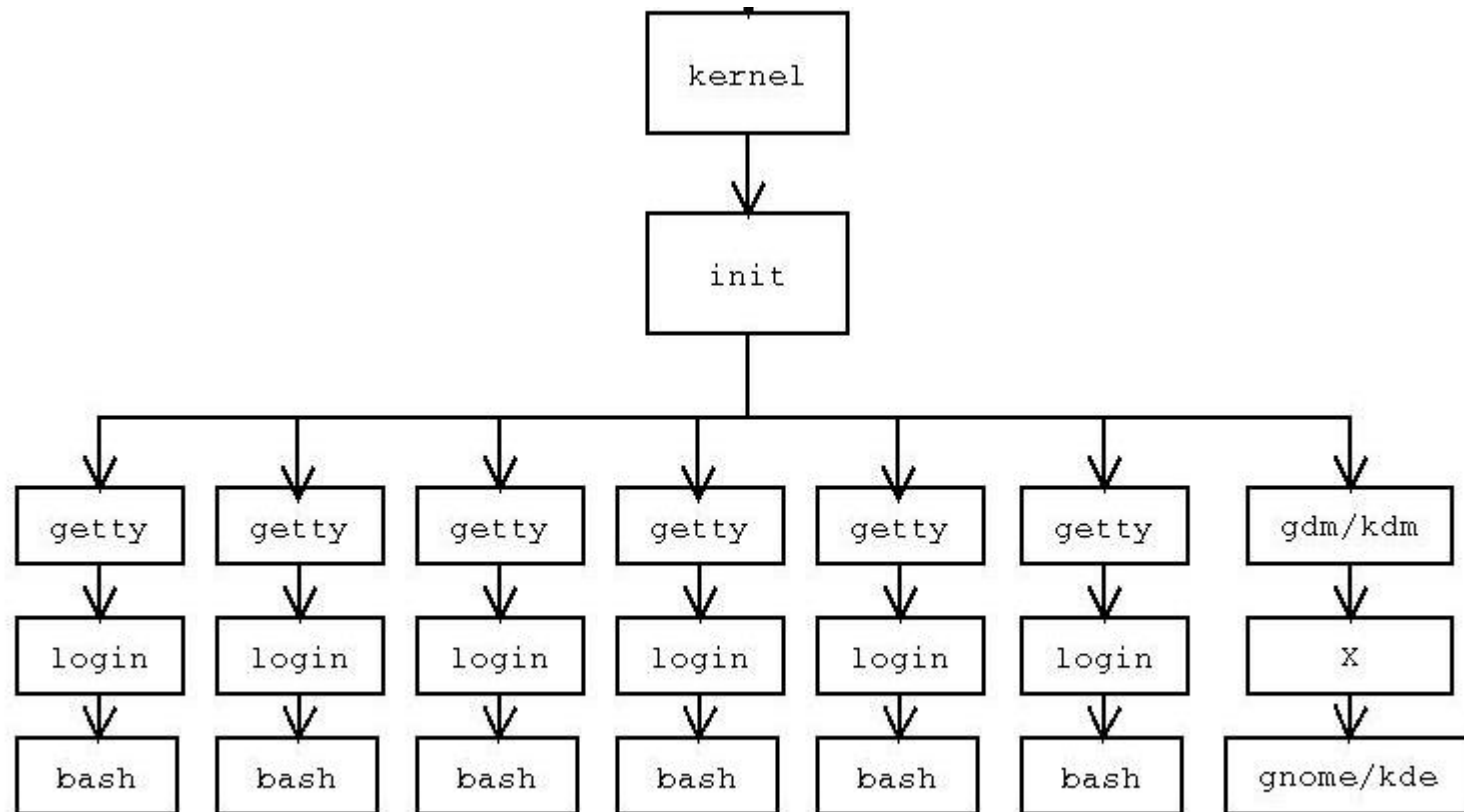 kernel
init
getty getty getty getty getty getty gdm/kdm
login login login login login login X
bash bash bash bash bash bash gnome/kde